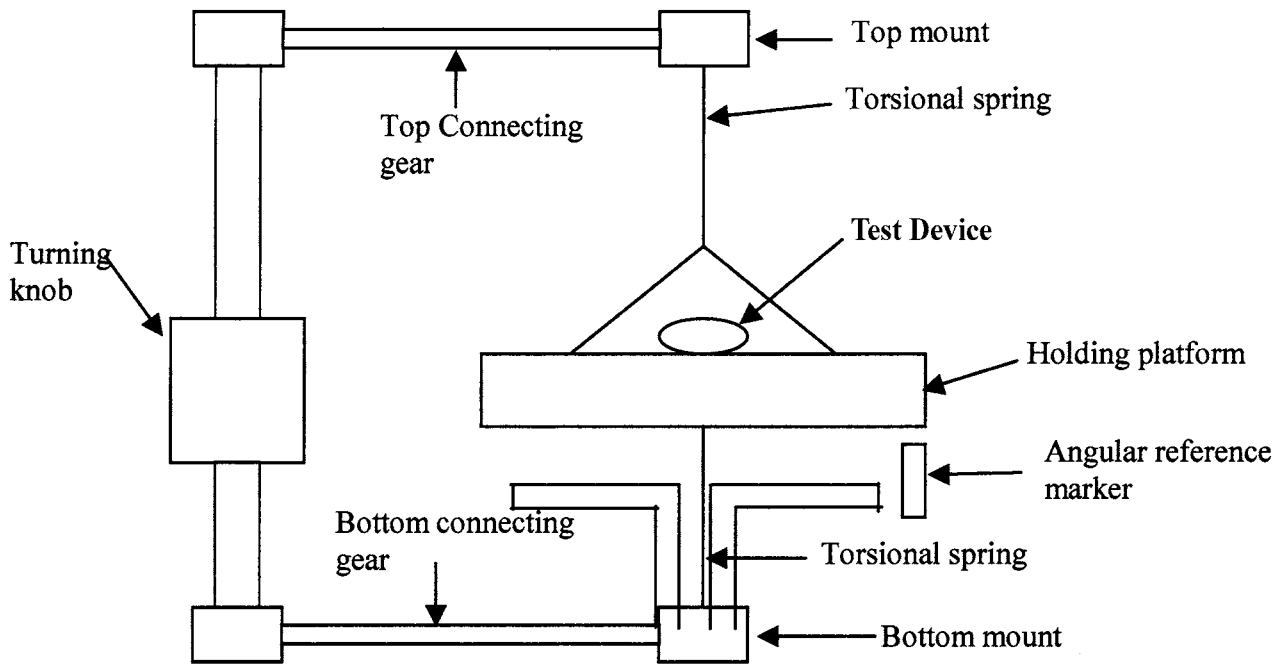 Top mount
Torsional spring
Top Connecting
gear
Test Device
Turning
knob
Holding platform
Angular reference
marker
Bottom connecting
gear
Torsional spring
Bottom mount